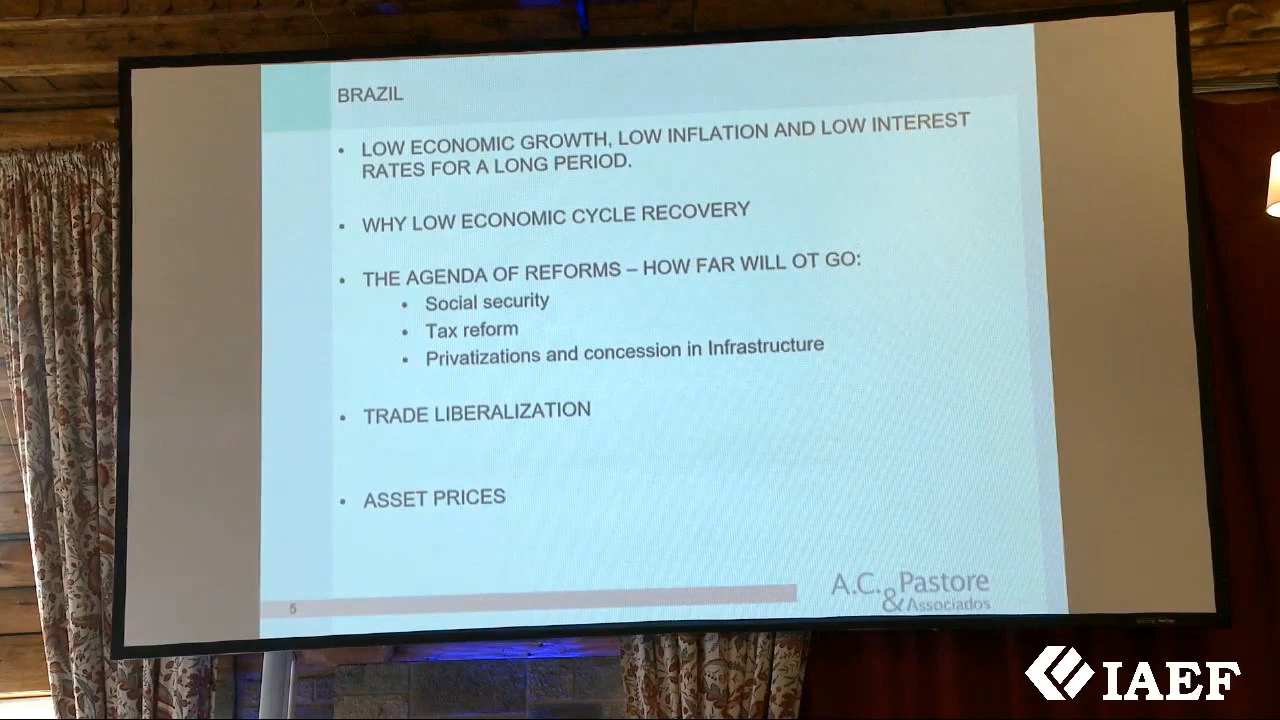 BRAZIL
• LOW ECONOMIC GROWTH, LOW INFLATION AND LOW INTEREST
RATES FOR A LONG PERIOD.
• WHY LOW ECONOMIC CYCLE RECOVERY
• THE AGENDA OF REFORMS – HOW FAR WILL OT GO:
• Social security
• Tax reform
• Privatizations and concession in Infrastructure
• TRADE LIBERALIZATION
• ASSET PRICES
5
A.C. Pastore
& Associados
IAEF